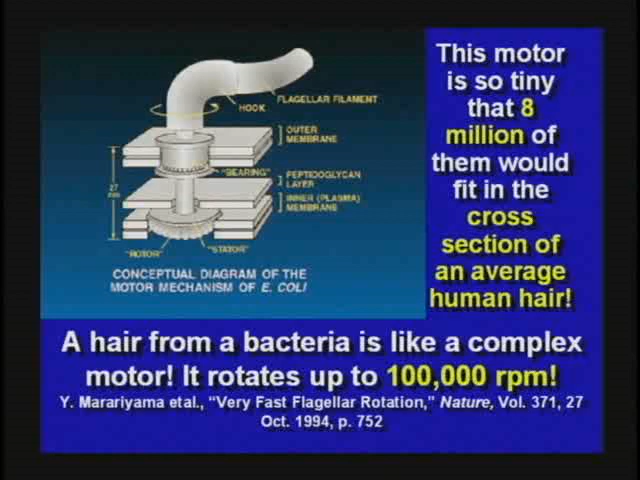 FLAGELLAR FILAMENT
HOOK
OUTER
MEMBRANE
"BEARING"
PEPTIDOGLYCAN
LAYER
INNER (PLASMA)
MEMBRANE
27
nm
"ROTOR"
"STATOR"
CONCEPTUAL DIAGRAM OF THE
MOTOR MECHANISM OF E. COLI
This motor
is so tiny
that 8
million of
them would
fit in the
cross
section of
an average
human hair!
A hair from a bacteria is like a complex
motor! It rotates up to 100,000 rpm!
Y. Marariyama etal., "Very Fast Flagellar Rotation," Nature, Vol. 371, 27
Oct. 1994, p. 752